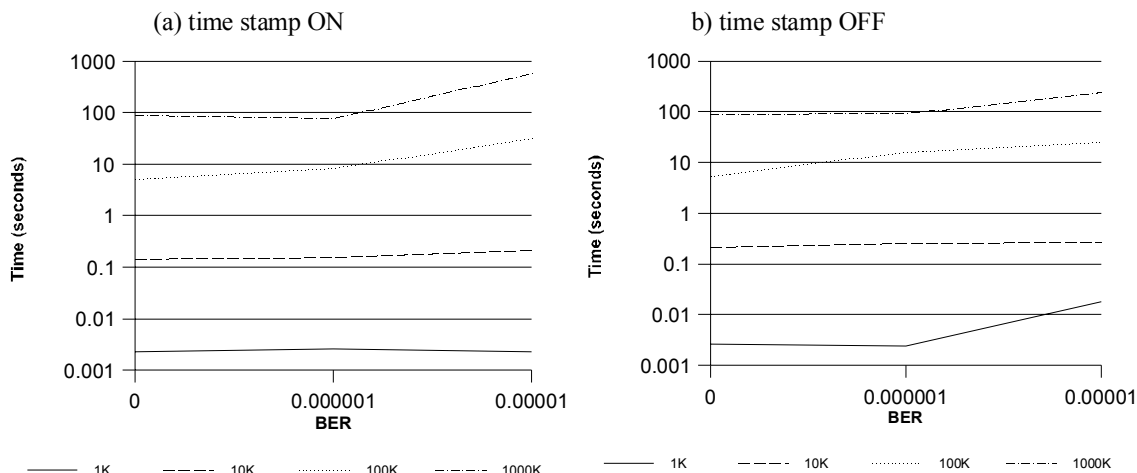 (a) time stamp ON
1000
100
10
1
0.1
0.01
0.001
Time (seconds)
0 0.000001 0.00001
BER
1K 10K 100K 1000K
b) time stamp OFF
1000
100
10
1
0.1
0.01
0.001
Time (seconds)
0 0.000001 0.00001
BER
1K 10K 100K 1000K